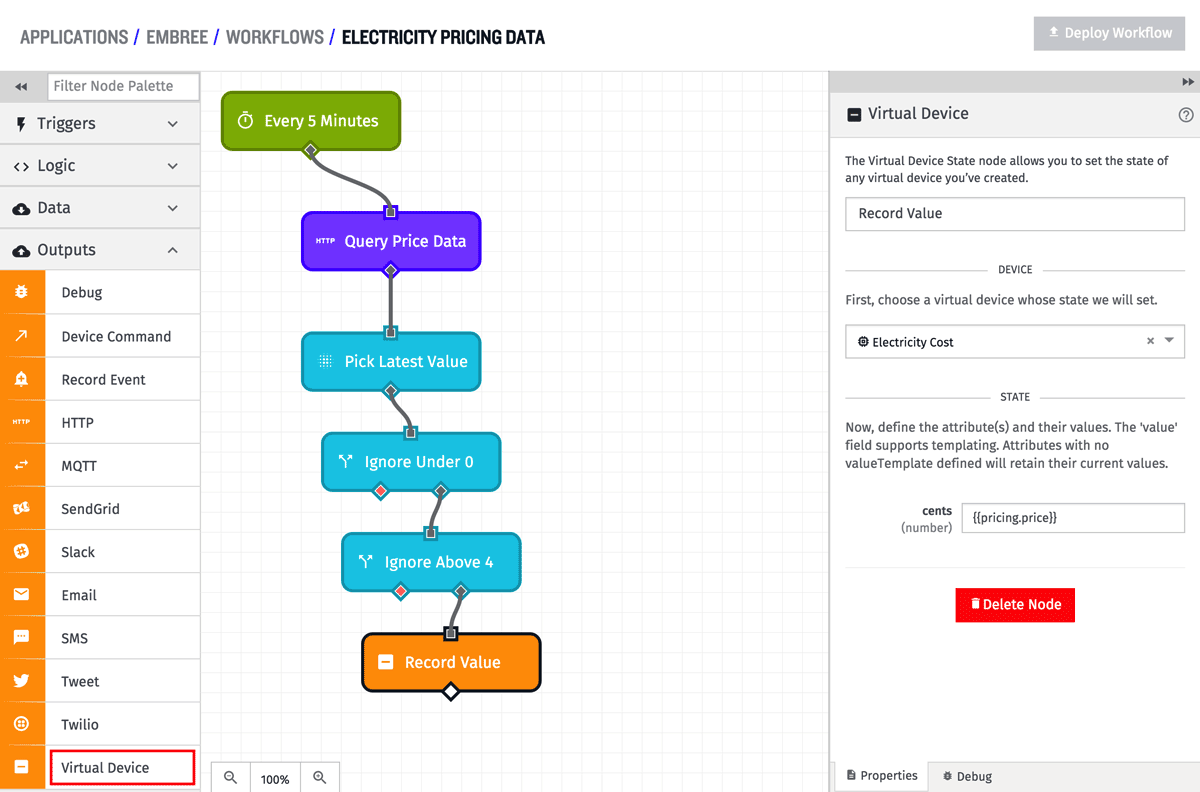 APPLICATIONS / EMBREE / WORKFLOWS / ELECTRICITY PRICING DATA
Deploy Workflow
Filter Node Palette
Triggers
Logic
Data
Outputs
Debug
Device Command
Record Event
HTTP HTTP
MQTT
SendGrid
Slack
Email
SMS
Tweet
Twilio
Virtual Device
Every 5 Minutes
HTTP Query Price Data
Pick Latest Value
Ignore Under 0
Ignore Above 4
Record Value
100%
Virtual Device
The Virtual Device State node allows you to set the state of
any virtual device you've created.
Record Value
DEVICE
First, choose a virtual device whose state we will set.
Electricity Cost
STATE
Now, define the attribute(s) and their values. The 'value'
field supports templating. Attributes with no
valueTemplate defined will retain their current values.
cents
(number)
{{pricing.price}}
Delete Node
Properties
Debug